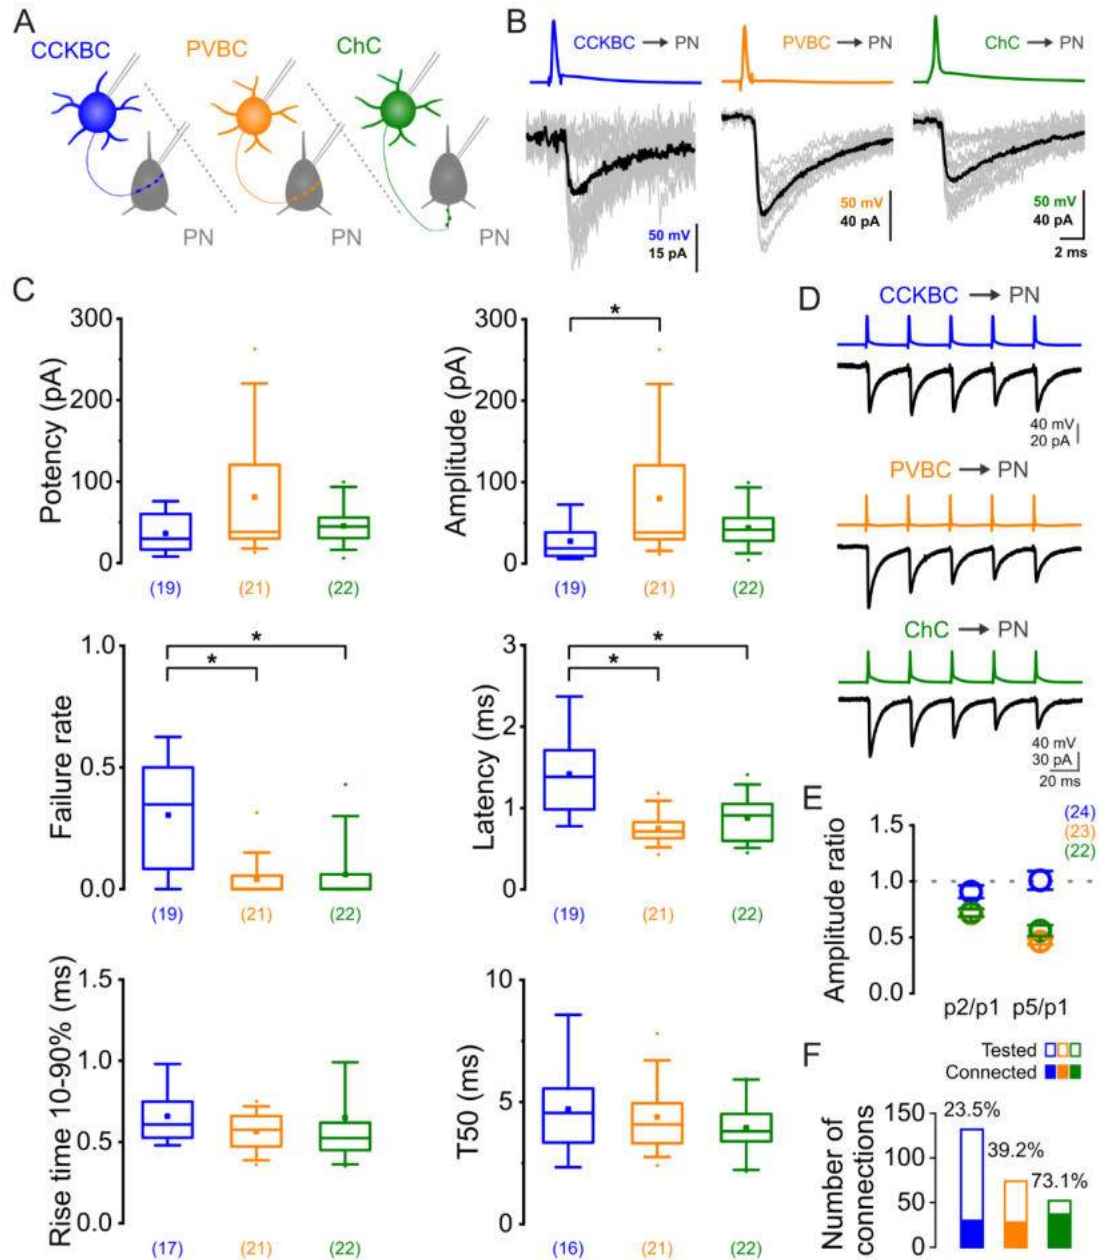 A
CCKBC
PVBC
ChC
PN
PN
PN
B
CCKBC → PN
PVBC → PN
ChC → PN
50 mV
15 pA
50 mV
40 pA
50 mV
40 pA
2 ms
C
Potency (pA)
300
200
100
0
(19)
(21)
(22)
Amplitude (pA)
300
200
100
0
*
(19)
(21)
(22)
Failure rate
1.0
0.5
0.0
*
*
(19)
(21)
(22)
Latency (ms)
3
2
1
0
*
*
(19)
(21)
(22)
Rise time 10-90% (ms)
1.5
1.0
0.5
0.0
(17)
(21)
(22)
T50 (ms)
10
5
0
(16)
(21)
(22)
D
CCKBC → PN
40 mV
20 pA
PVBC → PN
ChC → PN
40 mV
30 pA
20 ms
E
Amplitude ratio
1.5
1.0
0.5
0.0
(24)
(23)
(22)
p2/p1
p5/p1
F
Tested
Connected
Number of
connections
150
100
50
0
23.5%
39.2%
73.1%